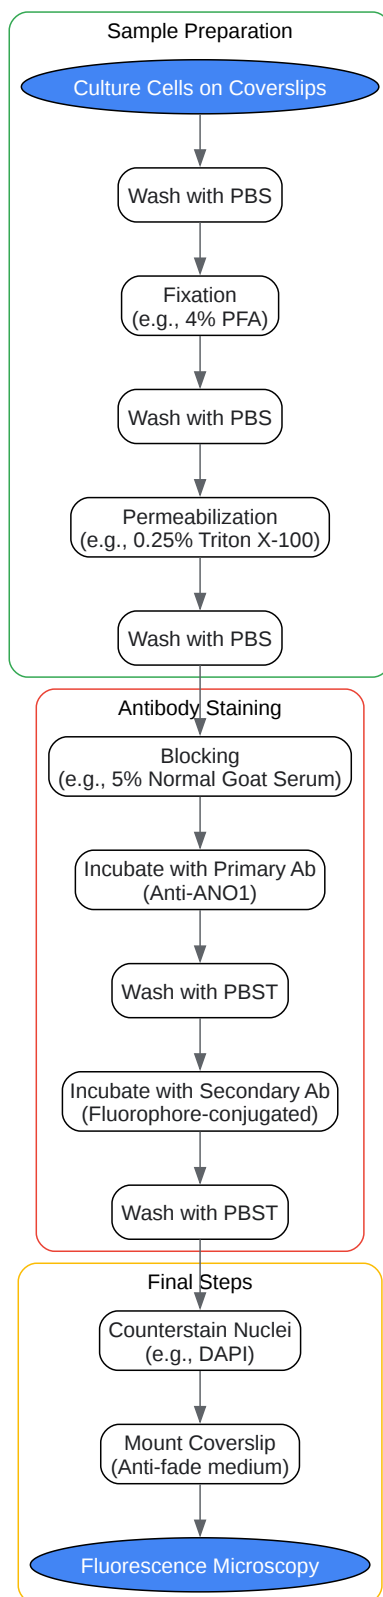 Sample Preparation
Culture Cells on Coverslips
Wash with PBS
Fixation
(e.g., 4% PFA)
Wash with PBS
Permeabilization
(e.g., 0.25% Triton X-100)
Wash with PBS
Antibody Staining
Blocking
(e.g., 5% Normal Goat Serum)
Incubate with Primary Ab
(Anti-ANO1)
Wash with PBST
Incubate with Secondary Ab
(Fluorophore-conjugated)
Wash with PBST
Final Steps
Counterstain Nuclei
(e.g., DAPI)
Mount Coverslip
(Anti-fade medium)
Fluorescence Microscopy